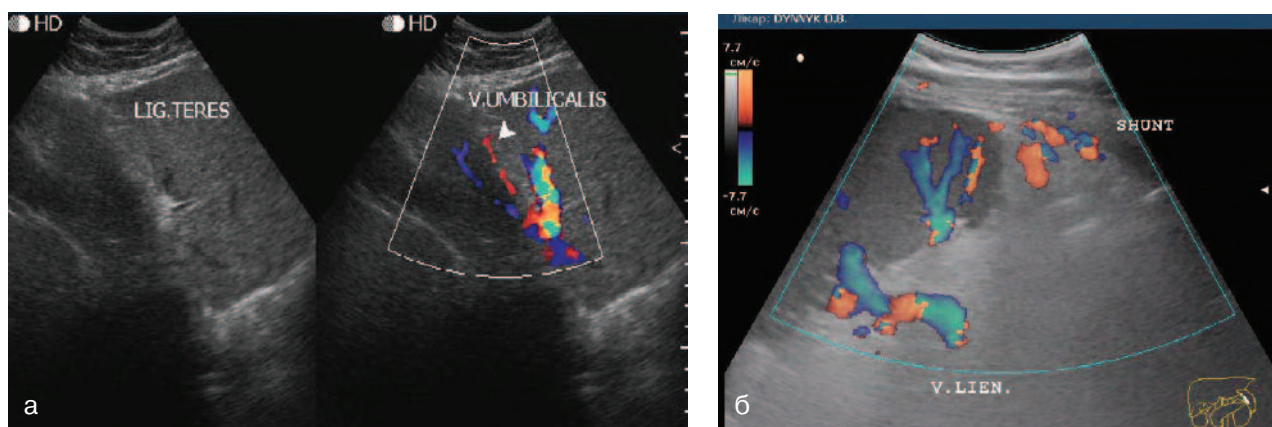 HD
HD
LIG.TERES
V.UMBILICALIS
а
Лікар: DYNNYK O.B.
7.7
см/с
-7.7
см/с
SHUNT
V.LIEN.
б